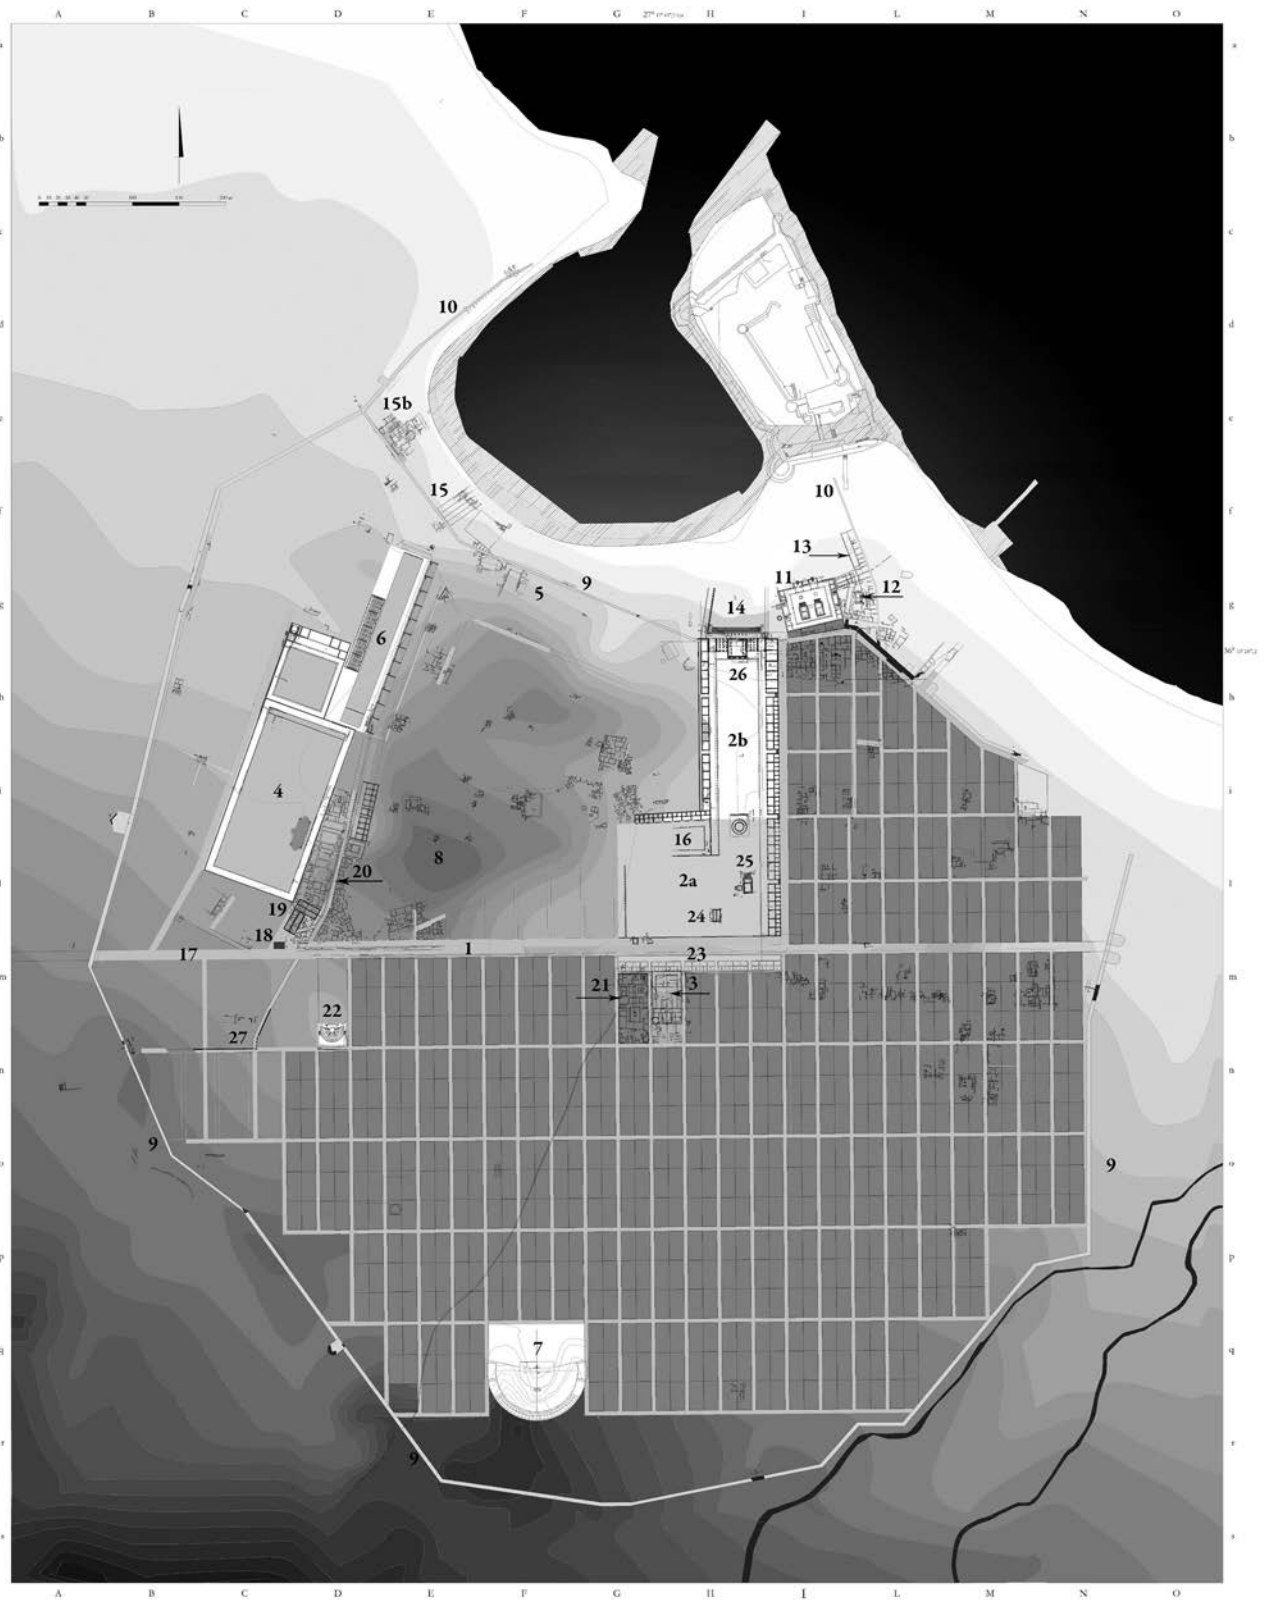 A B C D E F G H I L M N O
a a
b b
c
d d
e e
f f
g g
h h
i i
l l
m m
n n
o o
p p
q q
r r
s s
10
15b
15
10
13
11
12
5
9
14
6
26
2b
4
16
8
25
20
2a
19
24
18
17
1
23
21
3
22
27
9
9
7
9
A B C D E F G H I L M N O